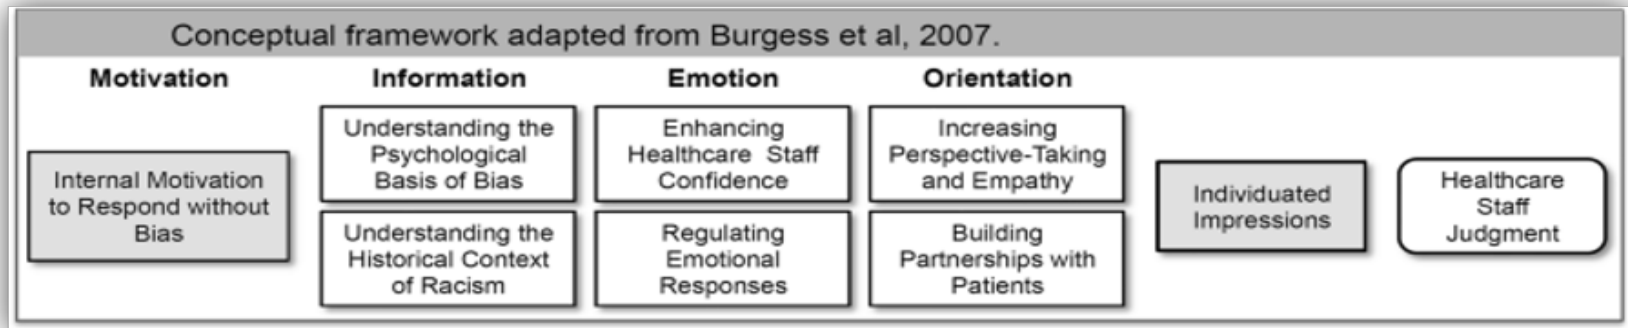 Conceptual framework adapted from Burgess et al, 2007.
Motivation
Internal Motivation
to Respond without
Bias
Information
Understanding the
Psychological
Basis of Bias
Understanding the
Historical Context
of Racism
Emotion
Enhancing
Healthcare Staff
Confidence
Regulating
Emotional
Responses
Orientation
Increasing
Perspective-Taking
and Empathy
Building
Partnerships with
Patients
Individuated
Impressions
Healthcare
Staff
Judgment